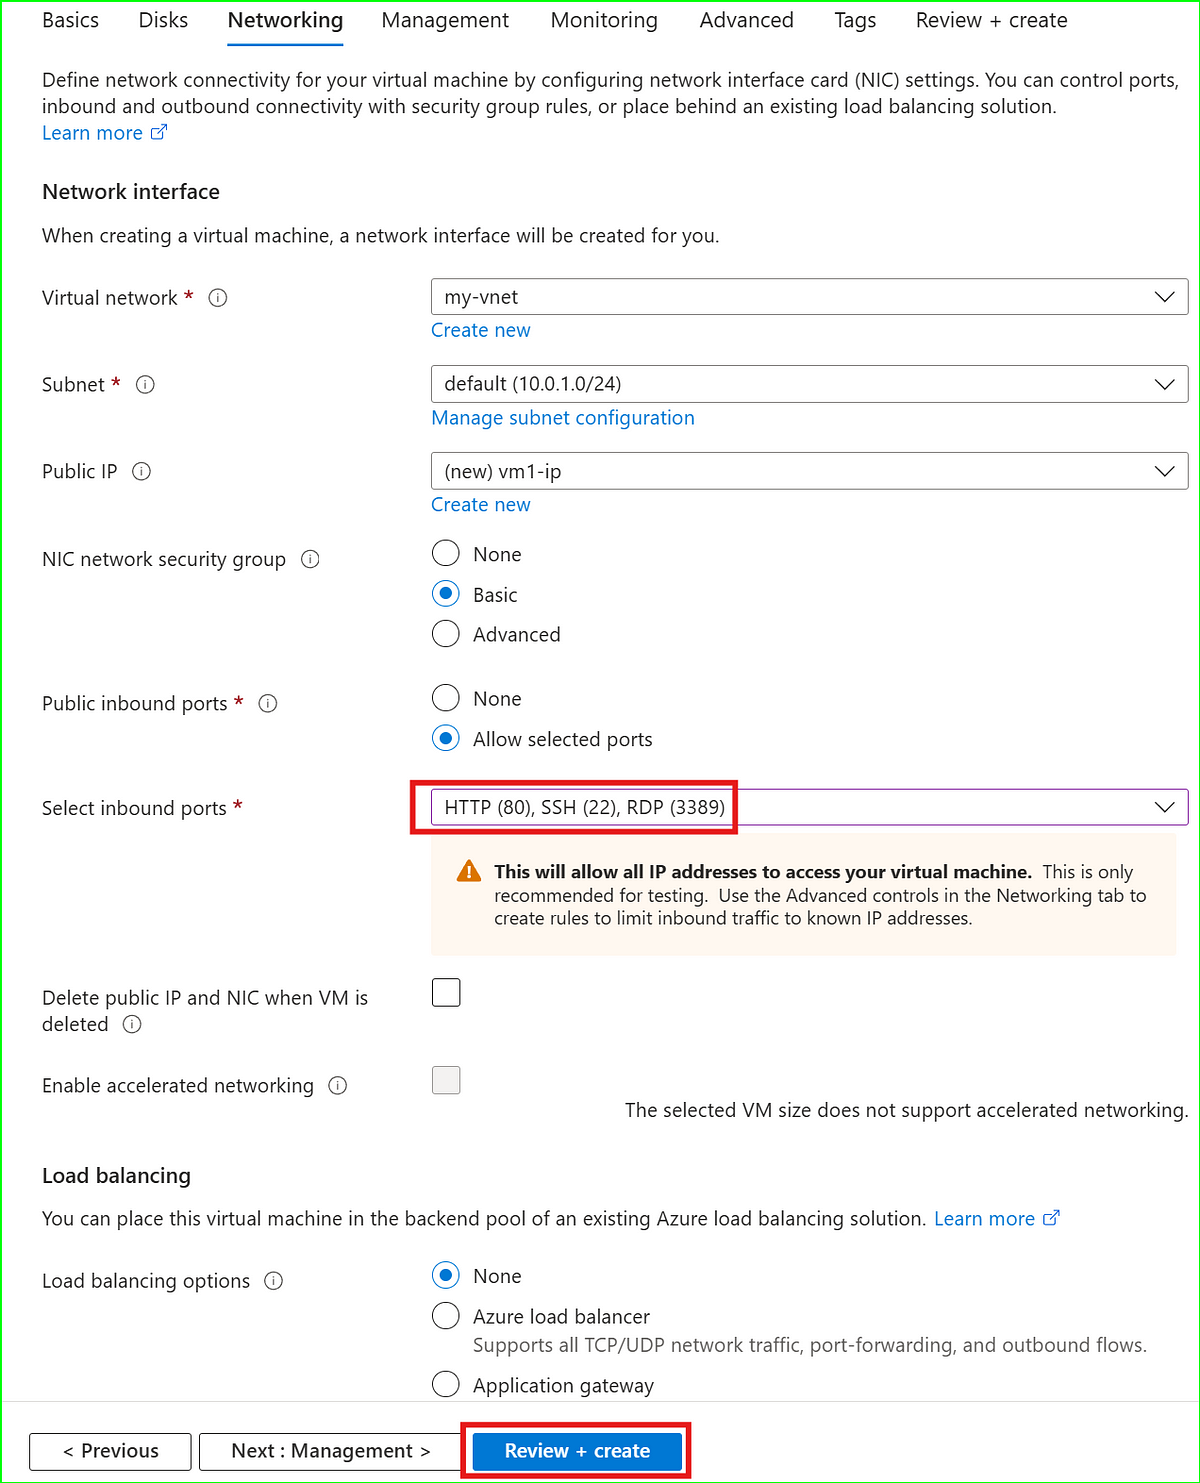 Basics Disks Networking Management Monitoring Advanced Tags Review + create
Define network connectivity for your virtual machine by configuring network interface card (NIC) settings. You can control ports,
inbound and outbound connectivity with security group rules, or place behind an existing load balancing solution.
Learn more
Network interface
When creating a virtual machine, a network interface will be created for you.
Virtual network * my-vnet
Create new
Subnet * default (10.0.1.0/24)
Manage subnet configuration
Public IP (new) vm1-ip
Create new
NIC network security group None
Basic
Advanced
Public inbound ports * None
Allow selected ports
Select inbound ports * HTTP (80), SSH (22), RDP (3389)
This will allow all IP addresses to access your virtual machine. This is only
recommended for testing. Use the Advanced controls in the Networking tab to
create rules to limit inbound traffic to known IP addresses.
Delete public IP and NIC when VM is
deleted
Enable accelerated networking
The selected VM size does not support accelerated networking.
Load balancing
You can place this virtual machine in the backend pool of an existing Azure load balancing solution. Learn more
Load balancing options None
Azure load balancer
Supports all TCP/UDP network traffic, port-forwarding, and outbound flows.
Application gateway
< Previous Next : Management > Review + create